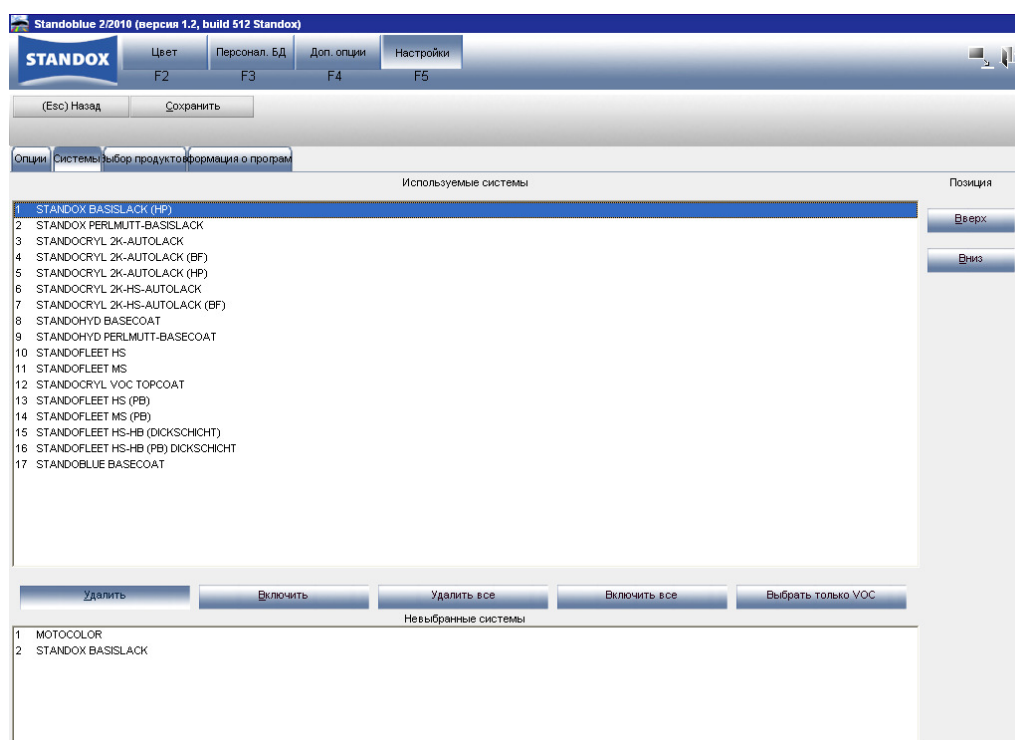 Standoblue 2/2010 (версия 1.2, build 512 Standox)
STANDOX
Цвет Персонал. БД Доп. опции Настройки
F2 F3 F4 F5
(Esc) Назад Сохранить
Опции Системы ыбор продуктов формация о програм
Используемые системы Позиция
1 STANDOX BASISLACK (HP)
2 STANDOX PERLMUTT-BASISLACK
3 STANDOCRYL 2K-AUTOLACK
4 STANDOCRYL 2K-AUTOLACK (BF)
5 STANDOCRYL 2K-AUTOLACK (HP)
6 STANDOCRYL 2K-HS-AUTOLACK
7 STANDOCRYL 2K-HS-AUTOLACK (BF)
8 STANDOHYD BASECOAT
9 STANDOHYD PERLMUTT-BASECOAT
10 STANDOFLEET HS
11 STANDOFLEET MS
12 STANDOCRYL VOC TOPCOAT
13 STANDOFLEET HS (PB)
14 STANDOFLEET MS (PB)
15 STANDOFLEET HS-HB (DICKSCHICHT)
16 STANDOFLEET HS-HB (PB) DICKSCHICHT
17 STANDOBLUE BASECOAT
Вверх
Вниз
Удалить Включить Удалить все Включить все Выбрать только VOC
Невыбранные системы
1 MOTOCOLOR
2 STANDOX BASISLACK